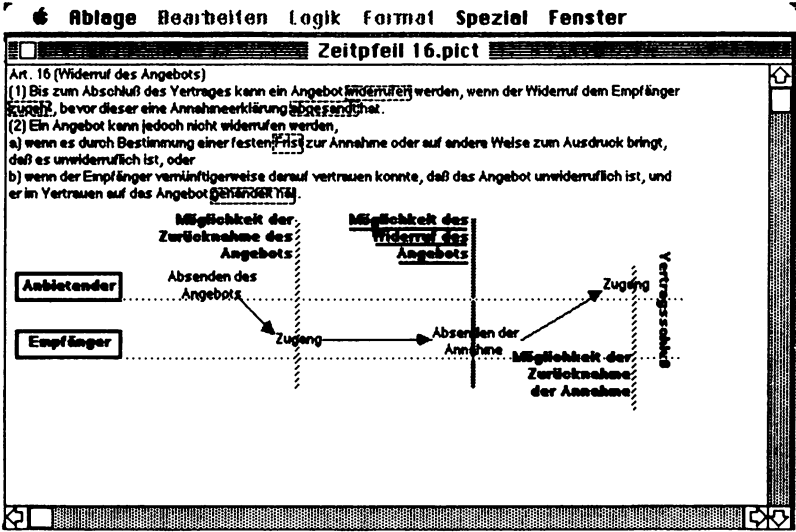 Ablage Bearbeiten Logik Format Spezial Fenster
Zeitpfeil 16.pict
Art. 16 (Widerruf des Angebots)
(1) Bis zum Abschluß des Vertrages kann ein Angebot widerrufen werden, wenn der Widerruf dem Empfänger
zugeht, bevor dieser eine Annahmeerklärung abgesandt hat.
(2) Ein Angebot kann jedoch nicht widerrufen werden,
a) wenn es durch Bestimmung einer festen Frist zur Annahme oder auf andere Weise zum Ausdruck bringt,
daß es unwiderruflich ist, oder
b) wenn der Empfänger vernünftigerweise darauf vertrauen konnte, daß das Angebot unwiderruflich ist, und
er im Vertrauen auf das Angebot gehandelt hat.
Möglichkeit der
Zurücknahme des
Angebots
Möglichkeit des
Widerruf des
Angebots
Anbietender
Absenden des
Angebots
Zugang
Vertragsschluß
Empfänger
Zugang
Absenden der
Annahme
Möglichkeit der
Zurücknahme
der Annahme